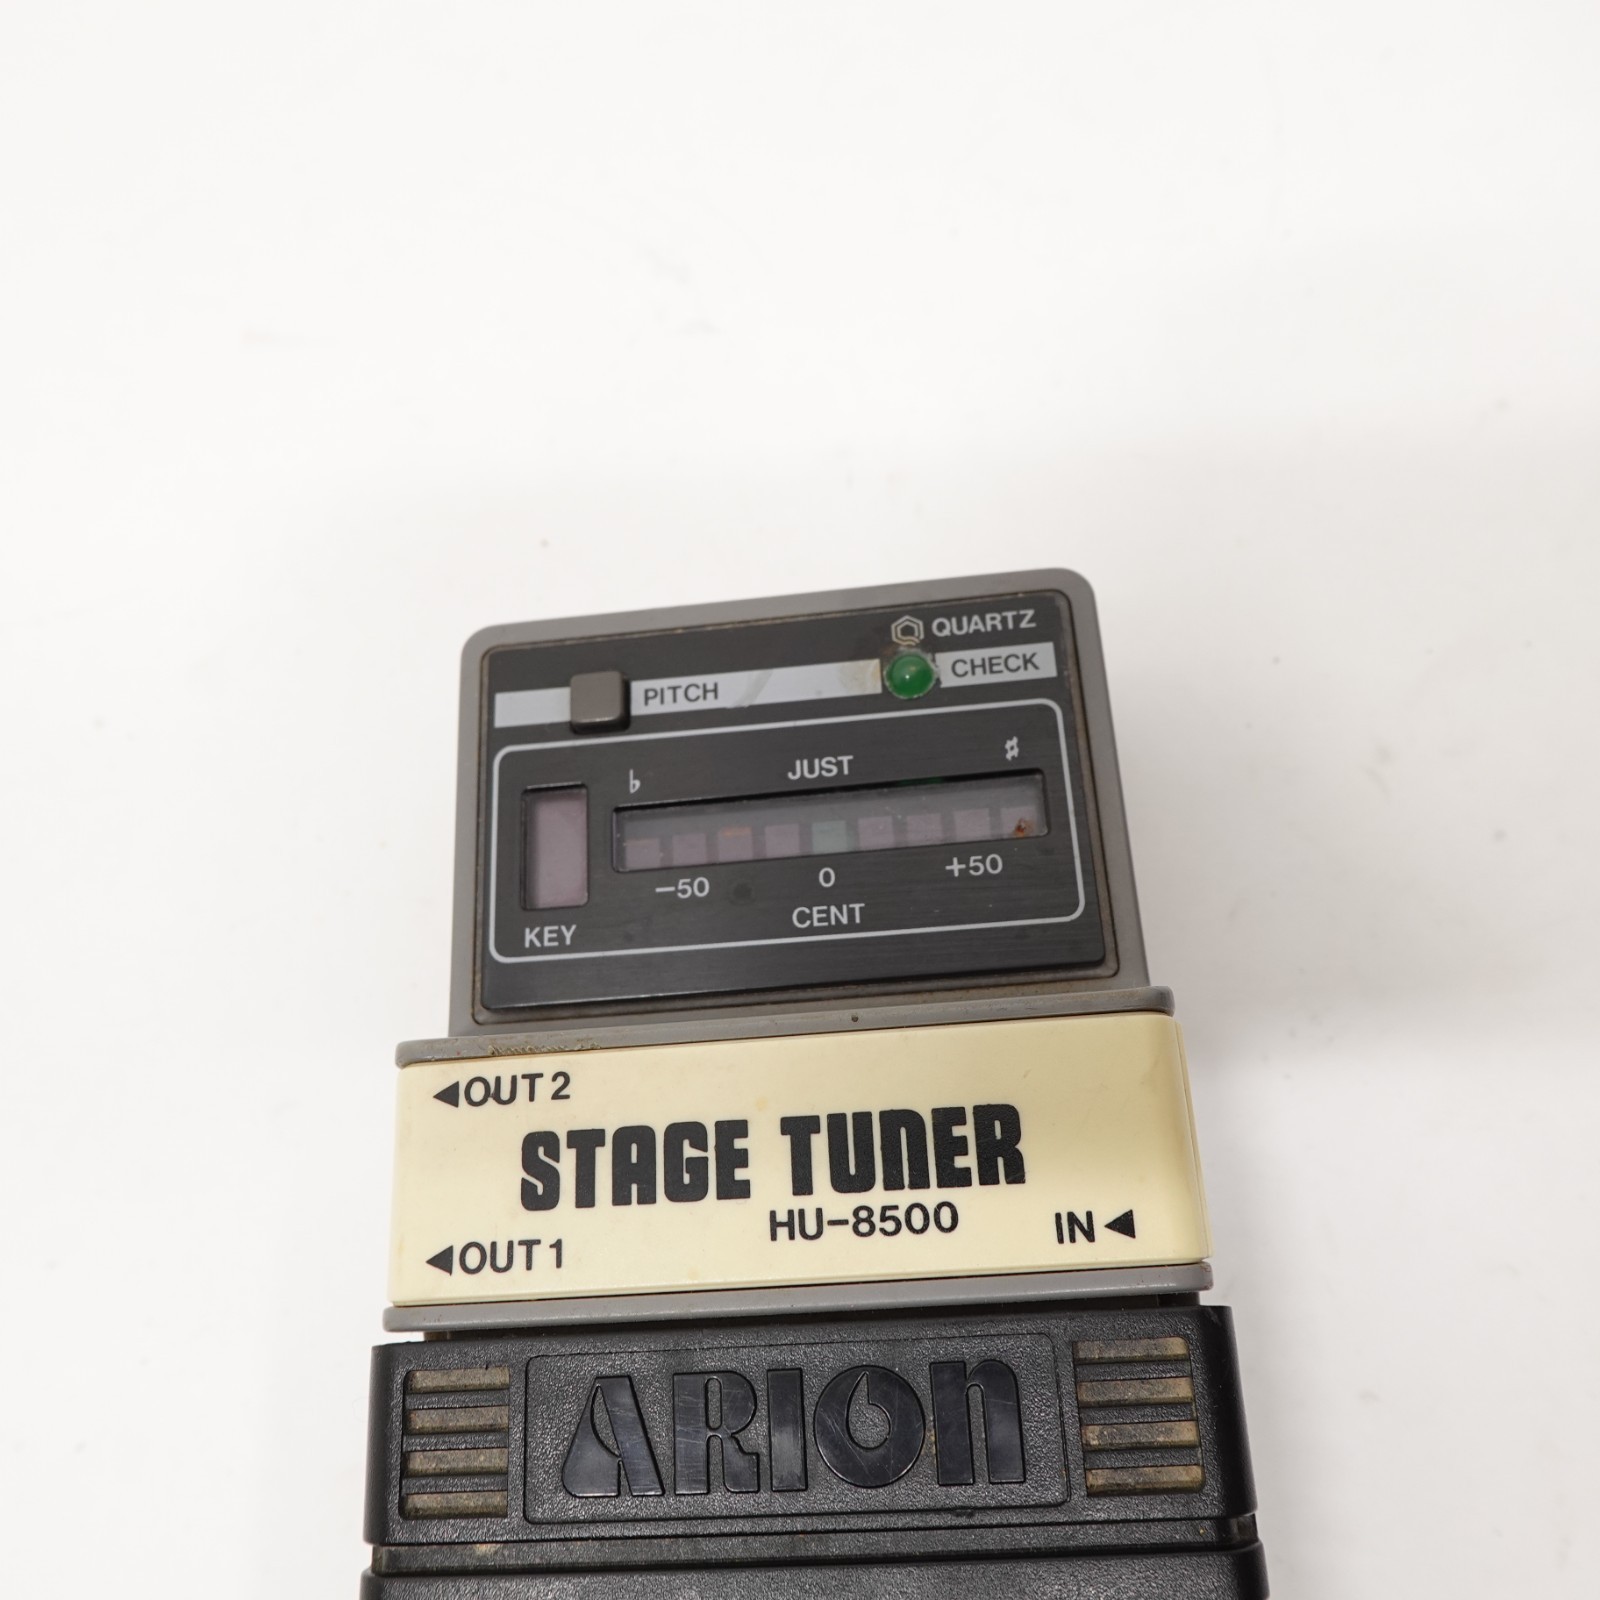 QUARTZ
PITCH
CHECK
♭ JUST ♯
−50 0 +50
KEY CENT
◀OUT 2
STAGE TUNER
HU-8500
◀OUT 1
IN◀
ARION